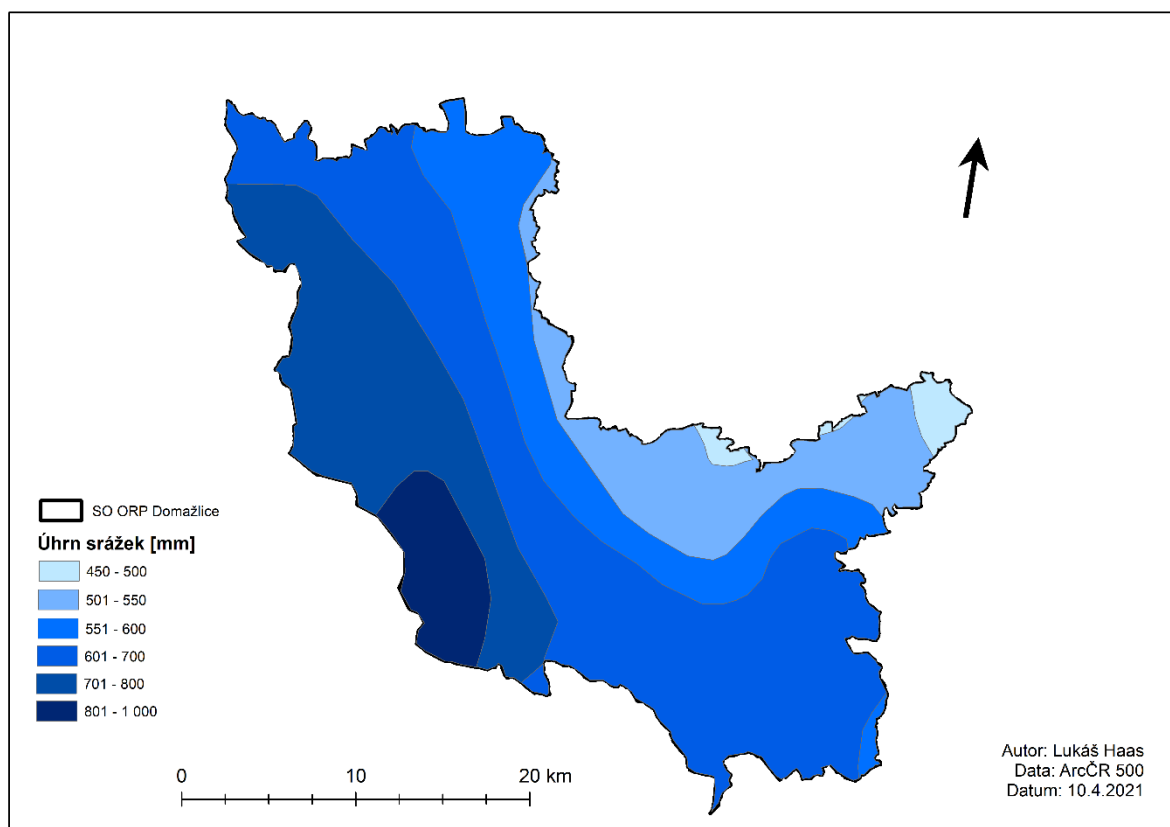 SO ORP Domažlice
Úhrn srážek [mm]
450 - 500
501 - 550
551 - 600
601 - 700
701 - 800
801 - 1 000
0 10 20 km
Autor: Lukáš Haas
Data: ArcČR 500
Datum: 10.4.2021